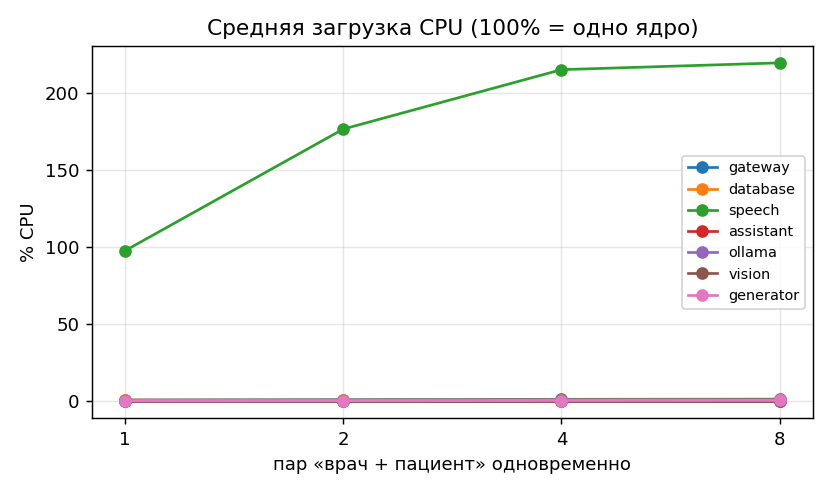 Средняя загрузка CPU (100% = одно ядро)
200
150
100
50
0
% CPU
gateway
database
speech
assistant
ollama
vision
generator
1 2 4 8
пар «врач + пациент» одновременно